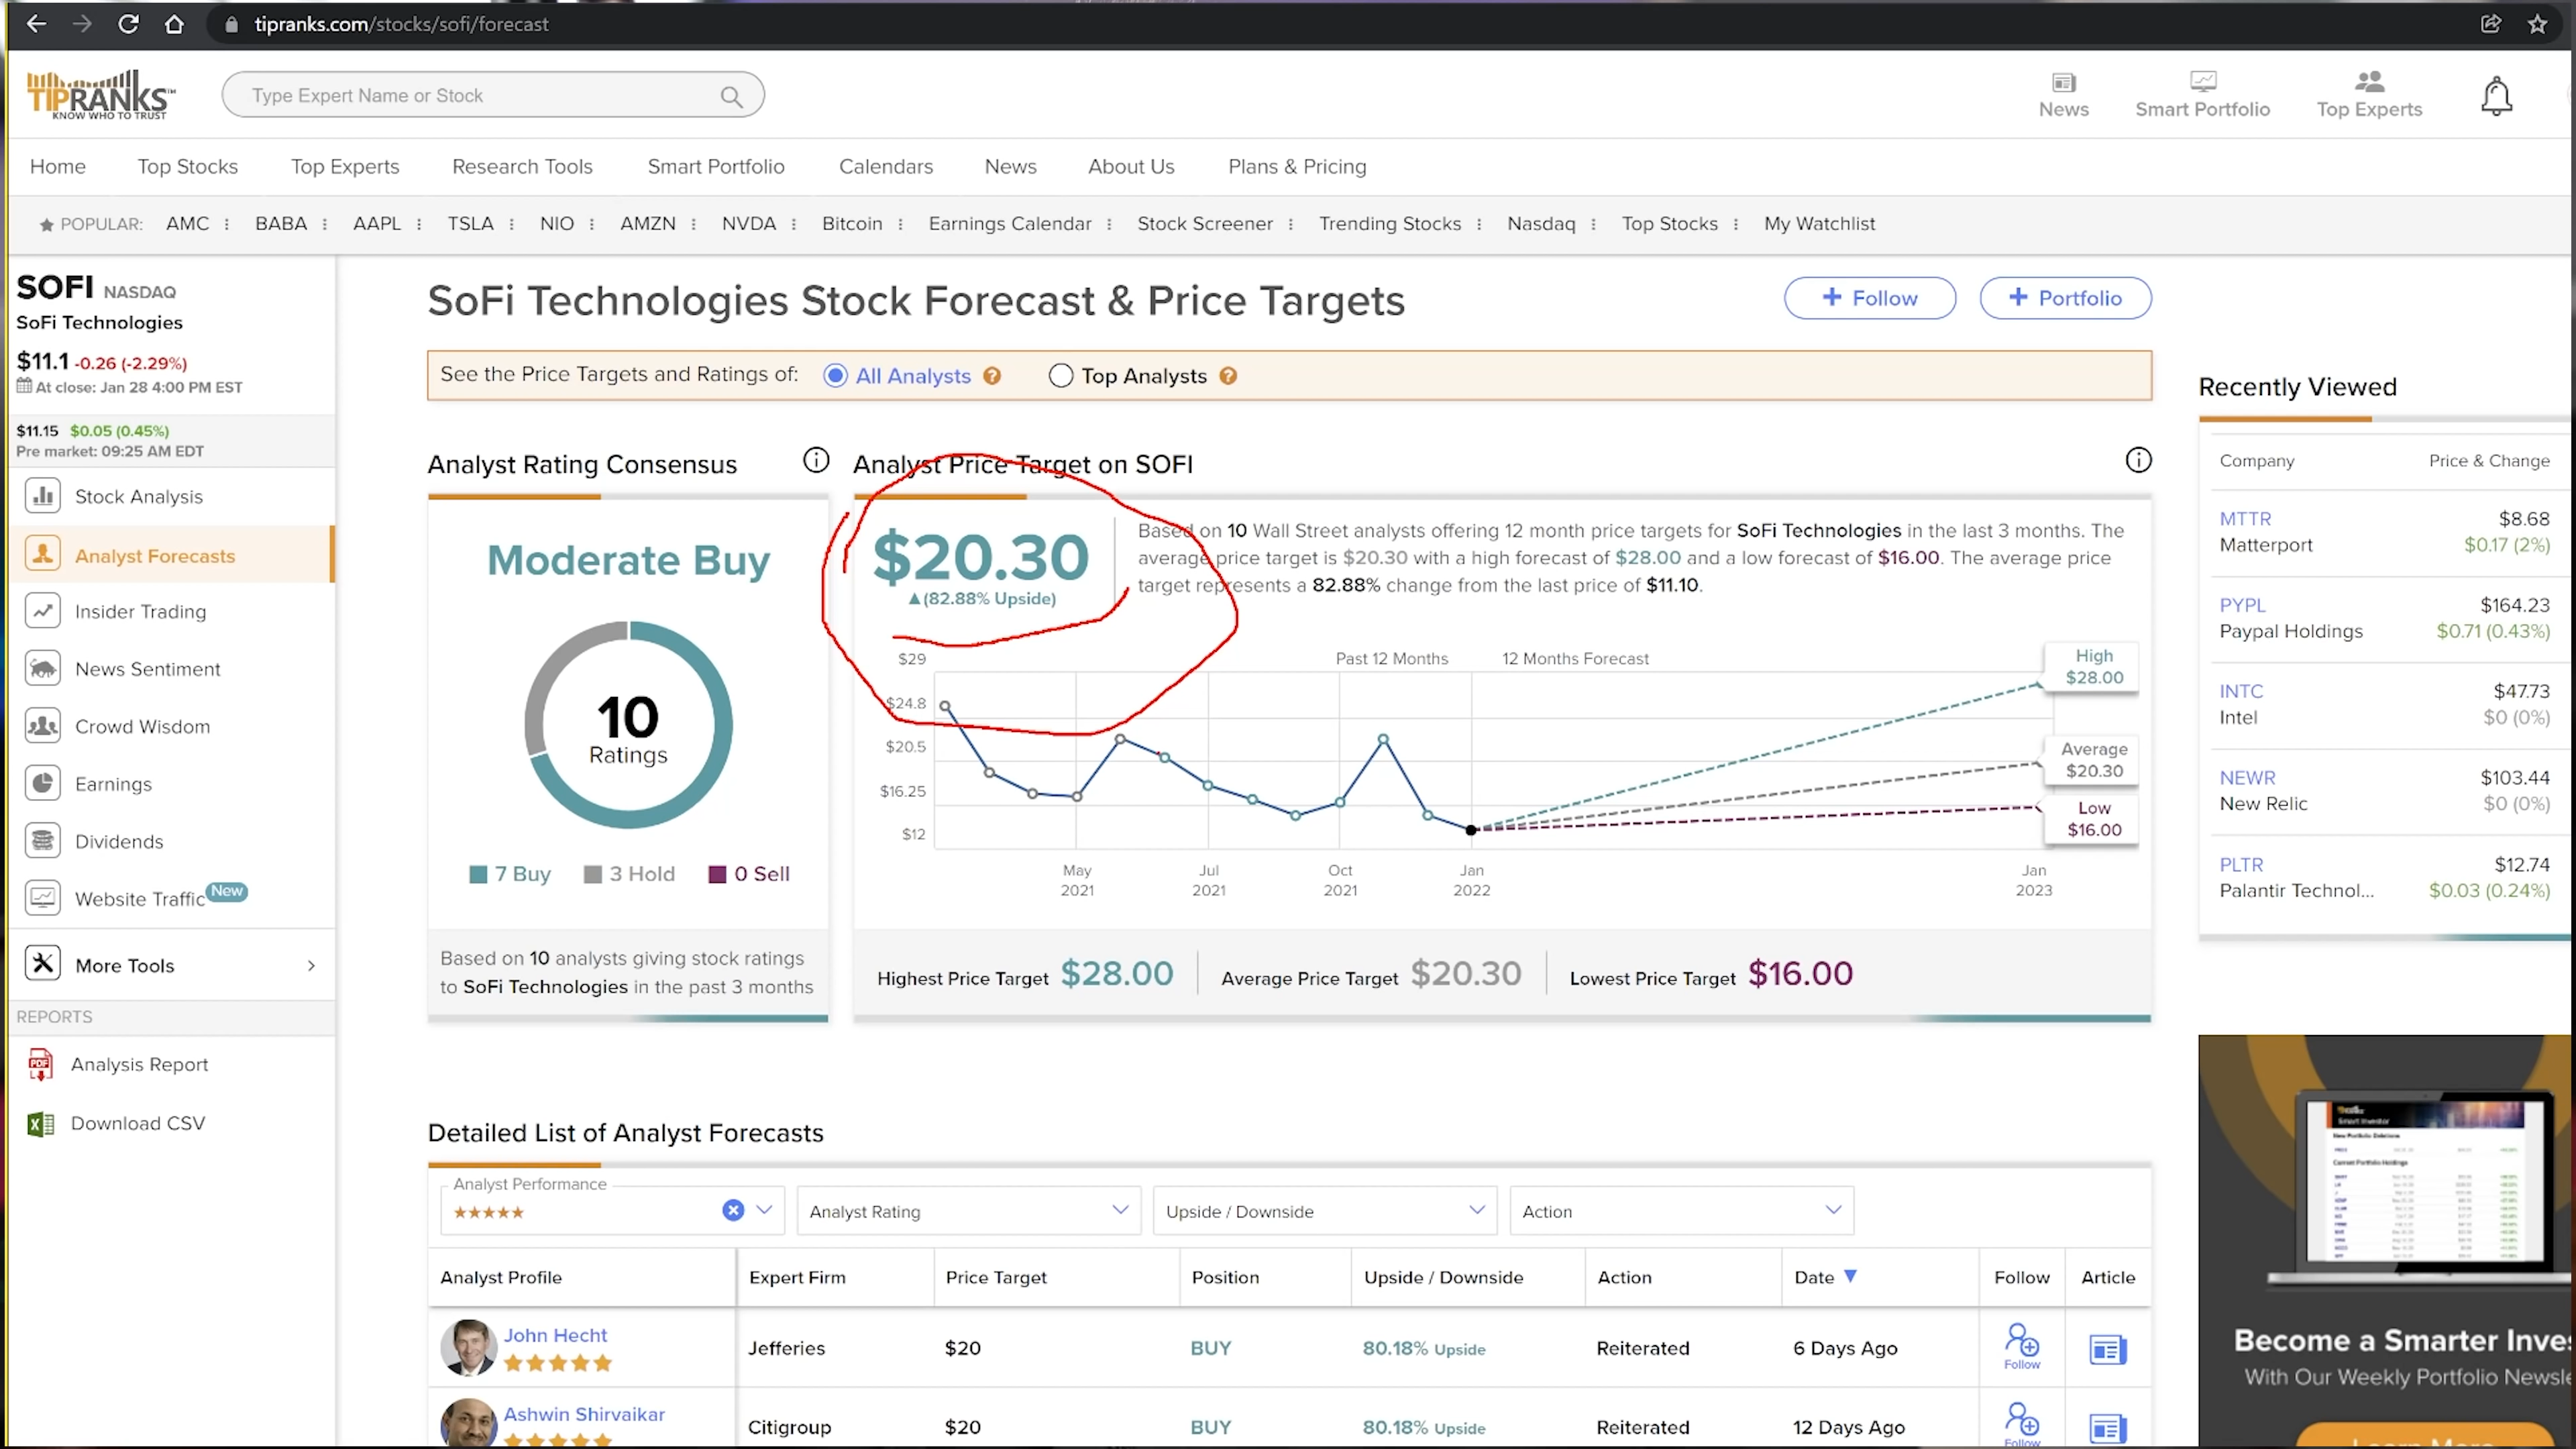 tipranks.com/stocks/sofi/forecast
TIPRANKS™
KNOW WHO TO TRUST
Type Expert Name or Stock
News
Smart Portfolio
Top Experts
Home
Top Stocks
Top Experts
Research Tools
Smart Portfolio
Calendars
News
About Us
Plans & Pricing
POPULAR:
AMC
BABA
AAPL
TSLA
NIO
AMZN
NVDA
Bitcoin
Earnings Calendar
Stock Screener
Trending Stocks
Nasdaq
Top Stocks
My Watchlist
SOFI NASDAQ
SoFi Technologies
$11.1 -0.26 (-2.29%)
At close: Jan 28 4:00 PM EST
$11.15 $0.05 (0.45%)
Pre market: 09:25 AM EDT
Stock Analysis
Analyst Forecasts
Insider Trading
News Sentiment
Crowd Wisdom
Earnings
Dividends
Website Traffic New
More Tools
REPORTS
PDF
Analysis Report
X
Download CSV
SoFi Technologies Stock Forecast & Price Targets
+ Follow
+ Portfolio
See the Price Targets and Ratings of:
All Analysts ?
Top Analysts ?
Analyst Rating Consensus
Moderate Buy
10
Ratings
7 Buy
3 Hold
0 Sell
Based on 10 analysts giving stock ratings
to SoFi Technologies in the past 3 months
Analyst Price Target on SOFI
$20.30
▲(82.88% Upside)
Based on 10 Wall Street analysts offering 12 month price targets for SoFi Technologies in the last 3 months. The
average price target is $20.30 with a high forecast of $28.00 and a low forecast of $16.00. The average price
target represents a 82.88% change from the last price of $11.10.
Past 12 Months
12 Months Forecast
$29
$24.8
$20.5
$16.25
$12
High
$28.00
Average
$20.30
Low
$16.00
May
2021
Jul
2021
Oct
2021
Jan
2022
Jan
2023
Highest Price Target $28.00
Average Price Target $20.30
Lowest Price Target $16.00
Recently Viewed
Company Price & Change
MTTR $8.68
Matterport $0.17 (2%)
PYPL $164.23
Paypal Holdings $0.71 (0.43%)
INTC $47.73
Intel $0 (0%)
NEWR $103.44
New Relic $0 (0%)
PLTR $12.74
Palantir Technol... $0.03 (0.24%)
Detailed List of Analyst Forecasts
Analyst Performance
Analyst Rating
Upside / Downside
Action
Analyst Profile Expert Firm Price Target Position Upside / Downside Action Date ▼ Follow Article
John Hecht Jefferies $20 BUY 80.18% Upside Reiterated 6 Days Ago Follow
Ashwin Shirvaikar Citigroup $20 BUY 80.18% Upside Reiterated 12 Days Ago Follow
Smart Investor
Become a Smarter Inves
With Our Weekly Portfolio Newsle